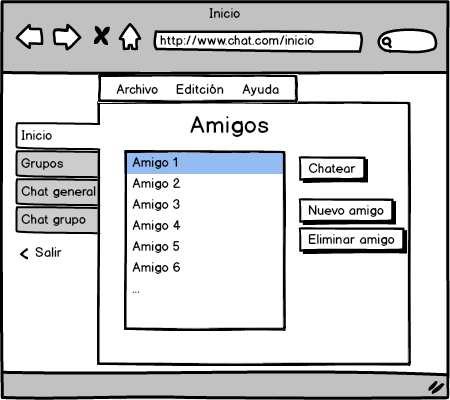 Inicio
http://www.chat.com/inicio
Archivo Editción Ayuda
Amigos
Inicio
Grupos
Chat general
Chat grupo
Salir
Amigo 1
Amigo 2
Amigo 3
Amigo 4
Amigo 5
Amigo 6
...
Chatear
Nuevo amigo
Eliminar amigo